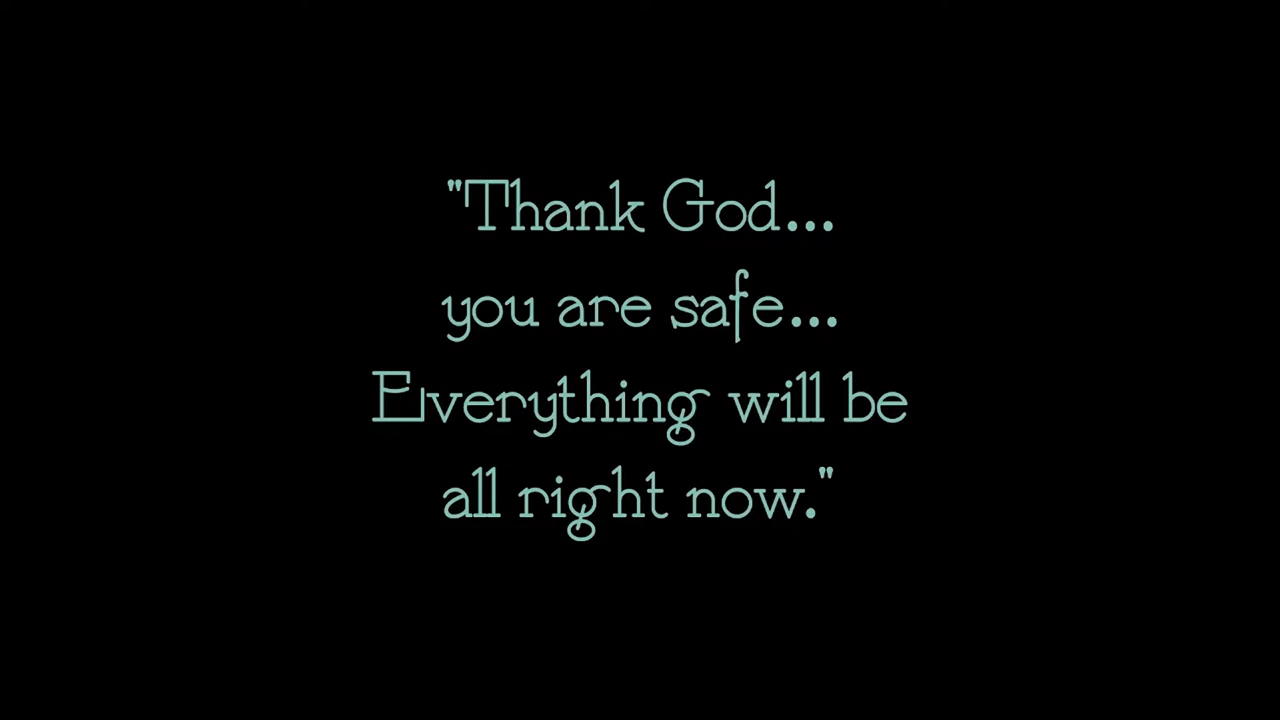 "Thank God...
you are safe...
Everything will be
all right now."